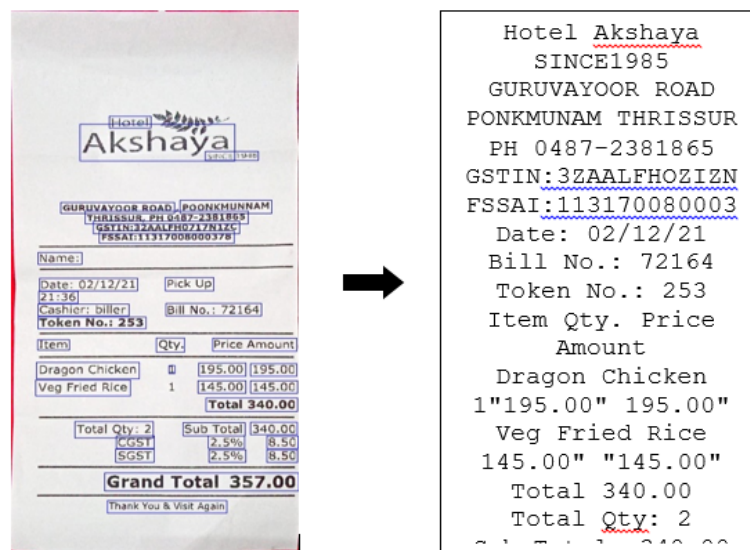 Hotel
Akshaya
SINCE 1948
GURUVAYOOR ROAD, POONKMUNNAM
THRISSUR, PH 0487-2381865
GSTIN:32AALFH0717N1ZC
FSSAI:11317008000378
Name:
Date: 02/12/21 Pick Up
21:36
Cashier: biller Bill No.: 72164
Token No.: 253
Item Qty. Price Amount
Dragon Chicken 1 195.00 195.00
Veg Fried Rice 1 145.00 145.00
Total 340.00
Total Qty: 2 Sub Total 340.00
CGST 2.5% 8.50
SGST 2.5% 8.50
Grand Total 357.00
Thank You & Visit Again
Hotel Akshaya
SINCE1985
GURUVAYOOR ROAD
PONKMUNAM THRISSUR
PH 0487-2381865
GSTIN:3ZAALFHOZIZN
FSSAI:113170080003
Date: 02/12/21
Bill No.: 72164
Token No.: 253
Item Qty. Price
Amount
Dragon Chicken
1"195.00" 195.00"
Veg Fried Rice
145.00" "145.00"
Total 340.00
Total Qty: 2